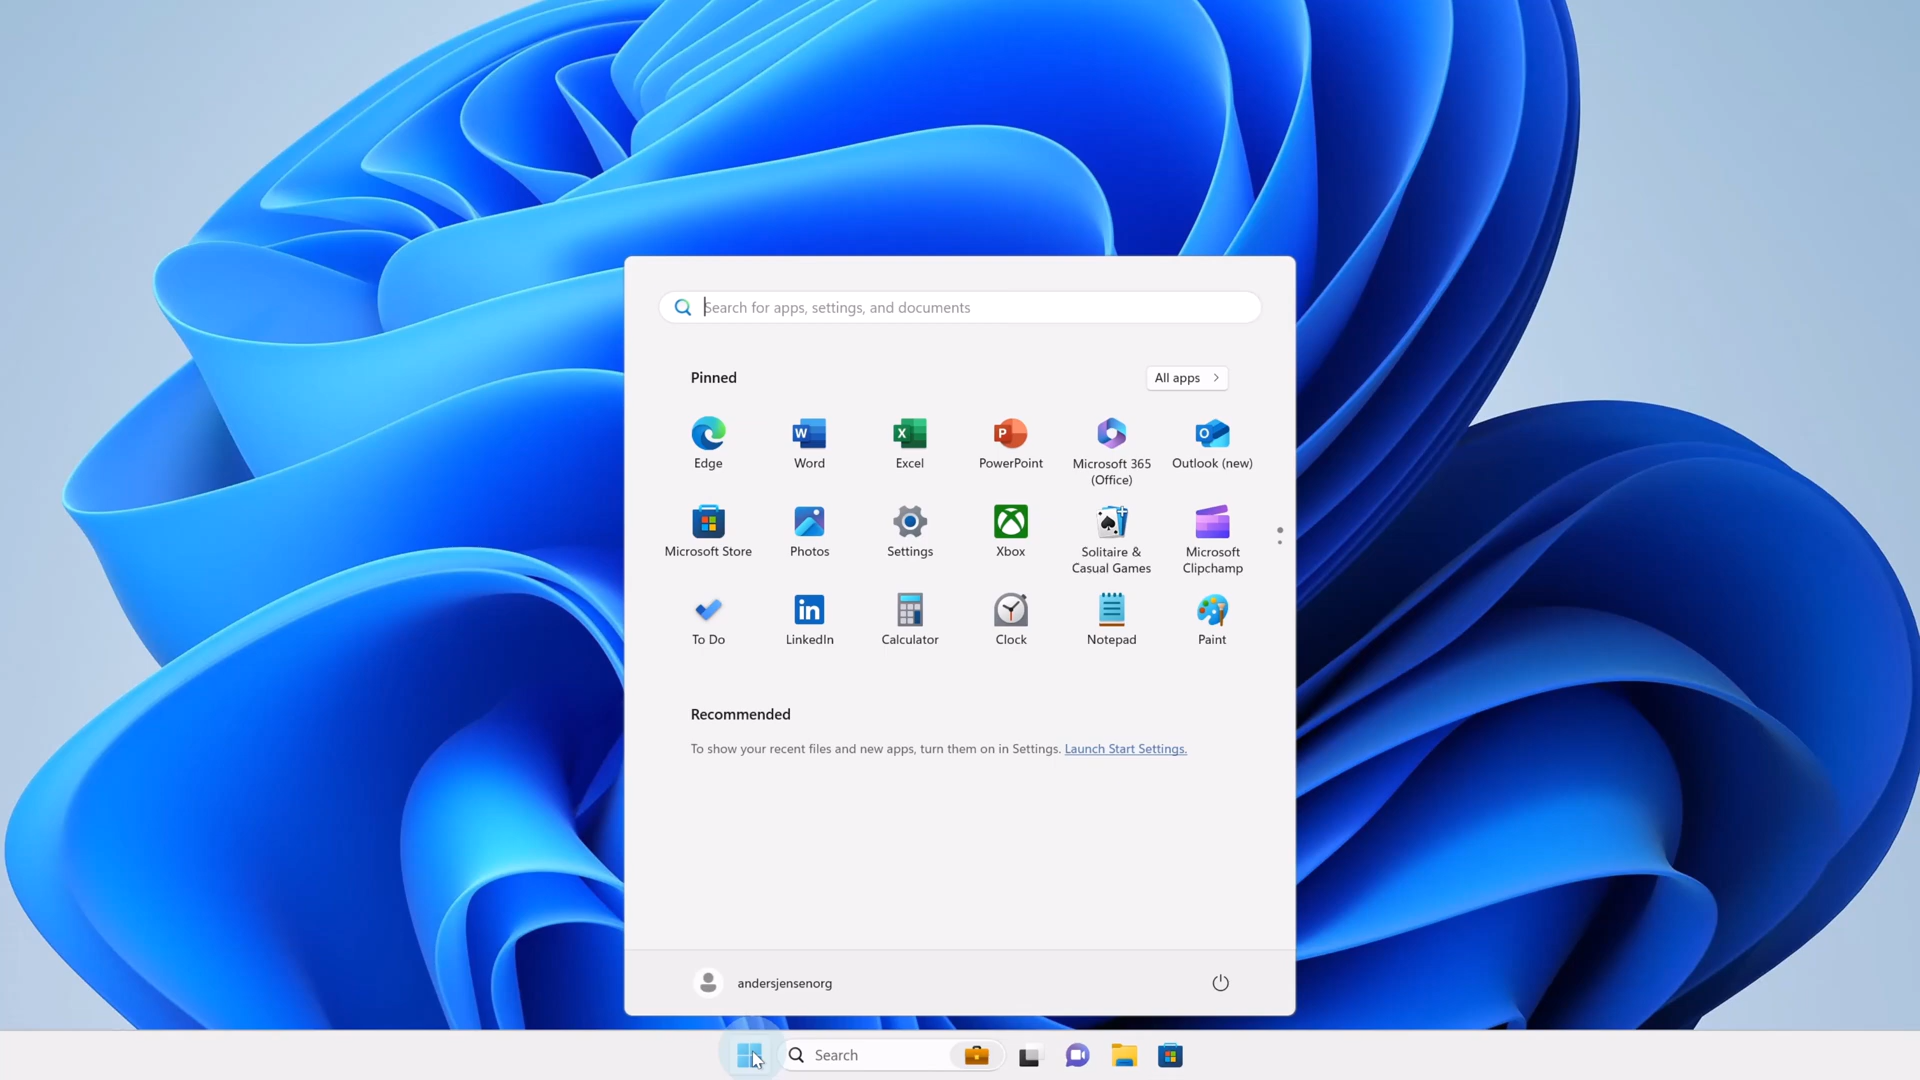 Search for apps, settings, and documents
Pinned
All apps
Edge
Word
Excel
PowerPoint
Microsoft 365
(Office)
Outlook (new)
Microsoft Store
Photos
Settings
Xbox
Solitaire &
Casual Games
Microsoft
Clipchamp
To Do
LinkedIn
Calculator
Clock
Notepad
Paint
Recommended
To show your recent files and new apps, turn them on in Settings. Launch Start Settings.
andersjensenorg
Search